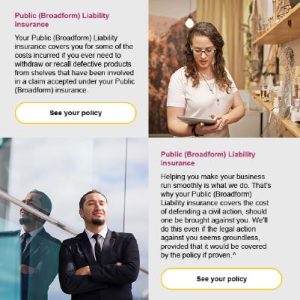 Public (Broadform) Liability
Insurance
Your Public (Broadform) Liability
insurance covers you for some of the
costs incurred if you ever need to
withdraw or recall defective products
from shelves that have been involved
in a claim accepted under your Public
(Broadform) insurance.
See your policy
Public (Broadform) Liability
Insurance
Helping you make your business
run smoothly is what we do. That's
why your Public (Broadform)
Liability insurance covers the cost
of defending a civil action, should
one be brought against you. We'll
do this even if the legal action
against you seems groundless,
provided that it would be covered
by the policy if proven.^
See your policy